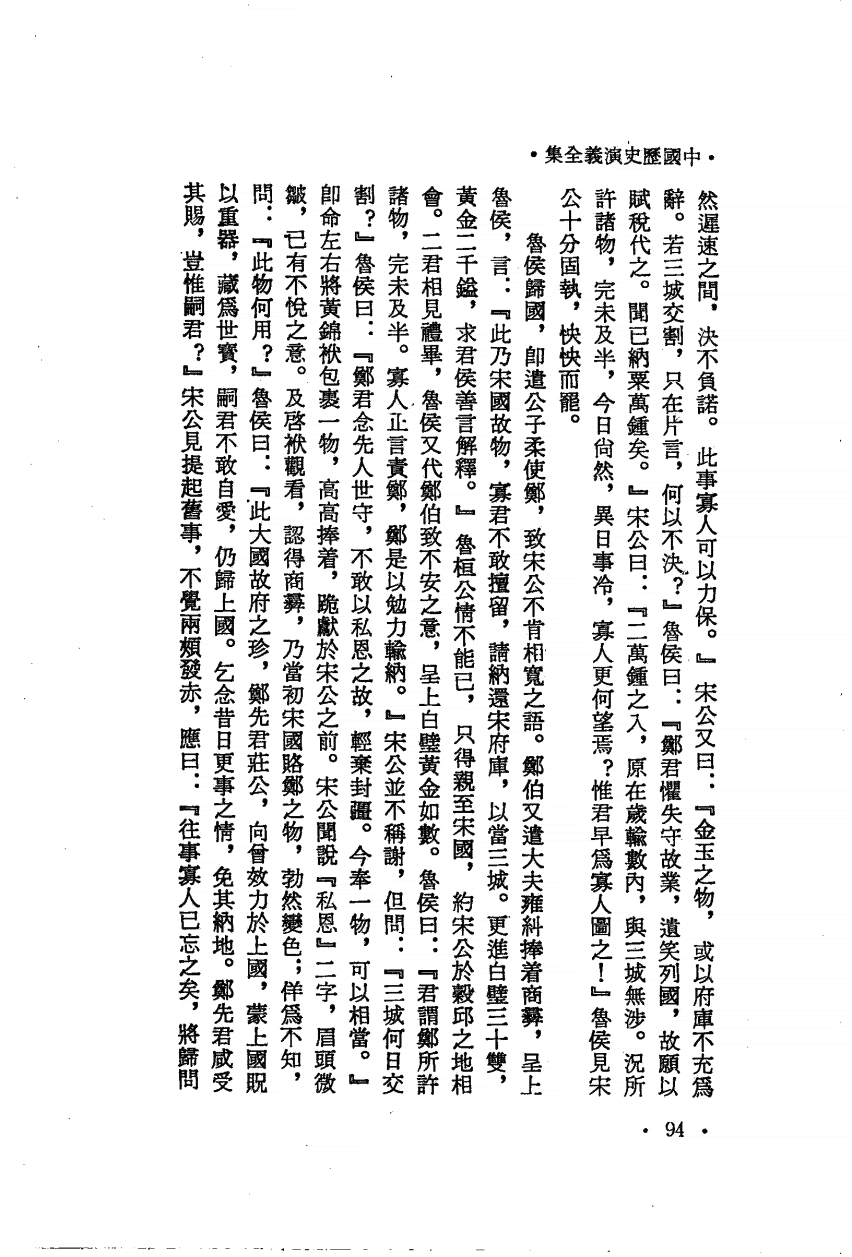 ・中國歷史演義全集・
然遲速之間，決不負諾。此事寡人可以力保。』宋公又曰：『金玉之物，或以府庫不充爲
辭。若三城交割，只在片言，何以不決？』魯侯曰：『鄭君懼失守故業，遺笑列國，故願以
賦稅代之。聞已納粟萬鍾矣。』宋公曰：『二萬鍾之入，原在歲輸數內，與三城無涉。況所
許諸物，完未及半，今日尙然，異日事冷，寡人更何望焉？惟君早爲寡人圖之！』魯侯見宋
公十分固執，怏怏而罷。
魯侯歸國，卽遣公子柔使鄭，致宋公不肯相寬之語。鄭伯又遣大夫雍糾捧着商彝，呈上
魯侯，言：『此乃宋國故物，寡君不敢擅留，請納還宋府庫，以當三城。更進白璧三十雙，
黃金二千鎰，求君侯善言解釋。』魯桓公情不能已，只得親至宋國，約宋公於穀邱之地相
會。二君相見禮畢，魯侯又代鄭伯致不安之意，呈上白璧黃金如數。魯侯曰：『君謂鄭所許
諸物，完未及半。寡人正言責鄭，鄭是以勉力輸納。』宋公並不稱謝，但問：『三城何日交
割？』魯侯曰：『鄭君念先人世守，不敢以私恩之故，輕棄封疆。今奉一物，可以相當。』
卽命左右將黃錦袱包裹一物，高高捧着，跪獻於宋公之前。宋公聞說『私恩』二字，眉頭微
皺，已有不悅之意。及啓袱觀看，認得商彝，乃當初宋國賂鄭之物，勃然變色；佯爲不知，
問：『此物何用？』魯侯曰：『此大國故府之珍，鄭先君莊公，向曾效力於上國，蒙上國貺
以重器，藏爲世寶，嗣君不敢自愛，仍歸上國。乞念昔日更事之情，免其納地。鄭先君咸受
其賜，豈惟嗣君？』宋公見提起舊事，不覺兩頰發赤，應曰：『往事寡人已忘之矣，將歸問
・94・